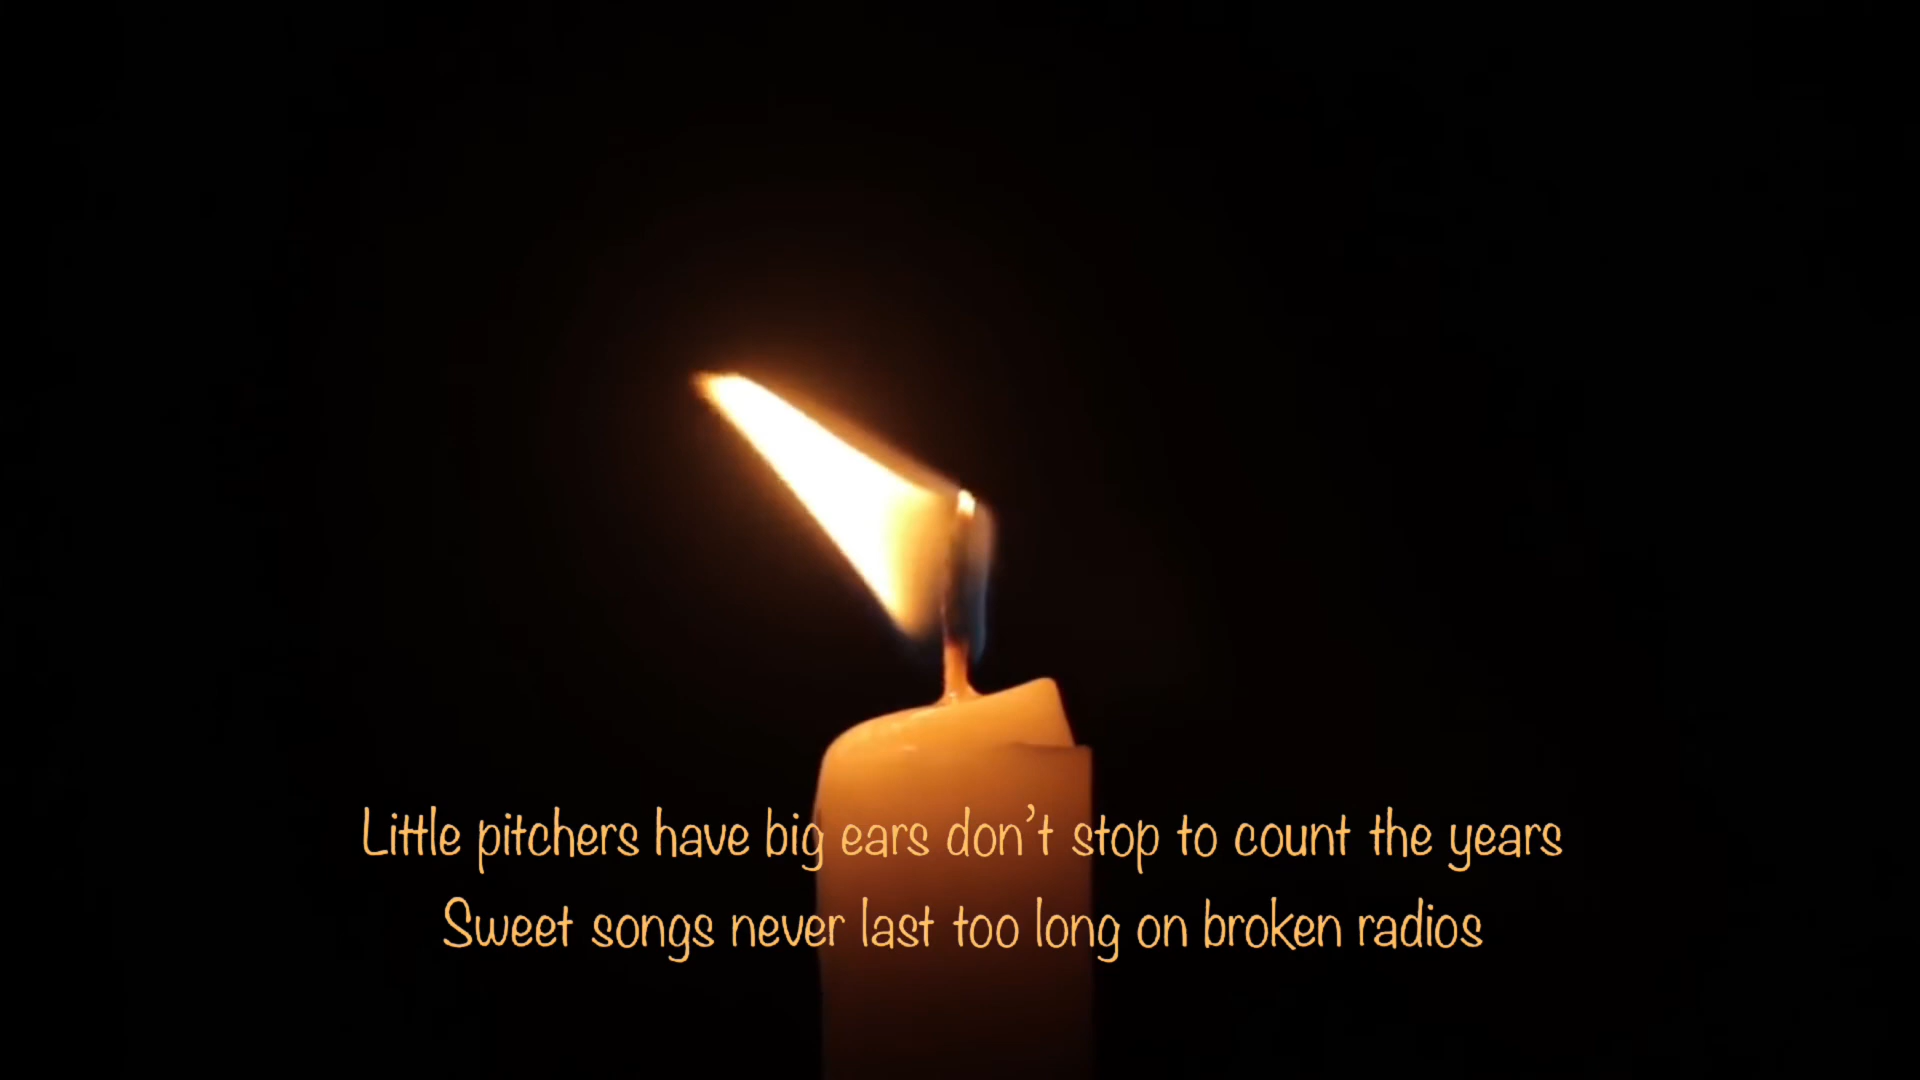 Little pitchers have big ears don’t stop to count the years
Sweet songs never last too long on broken radios